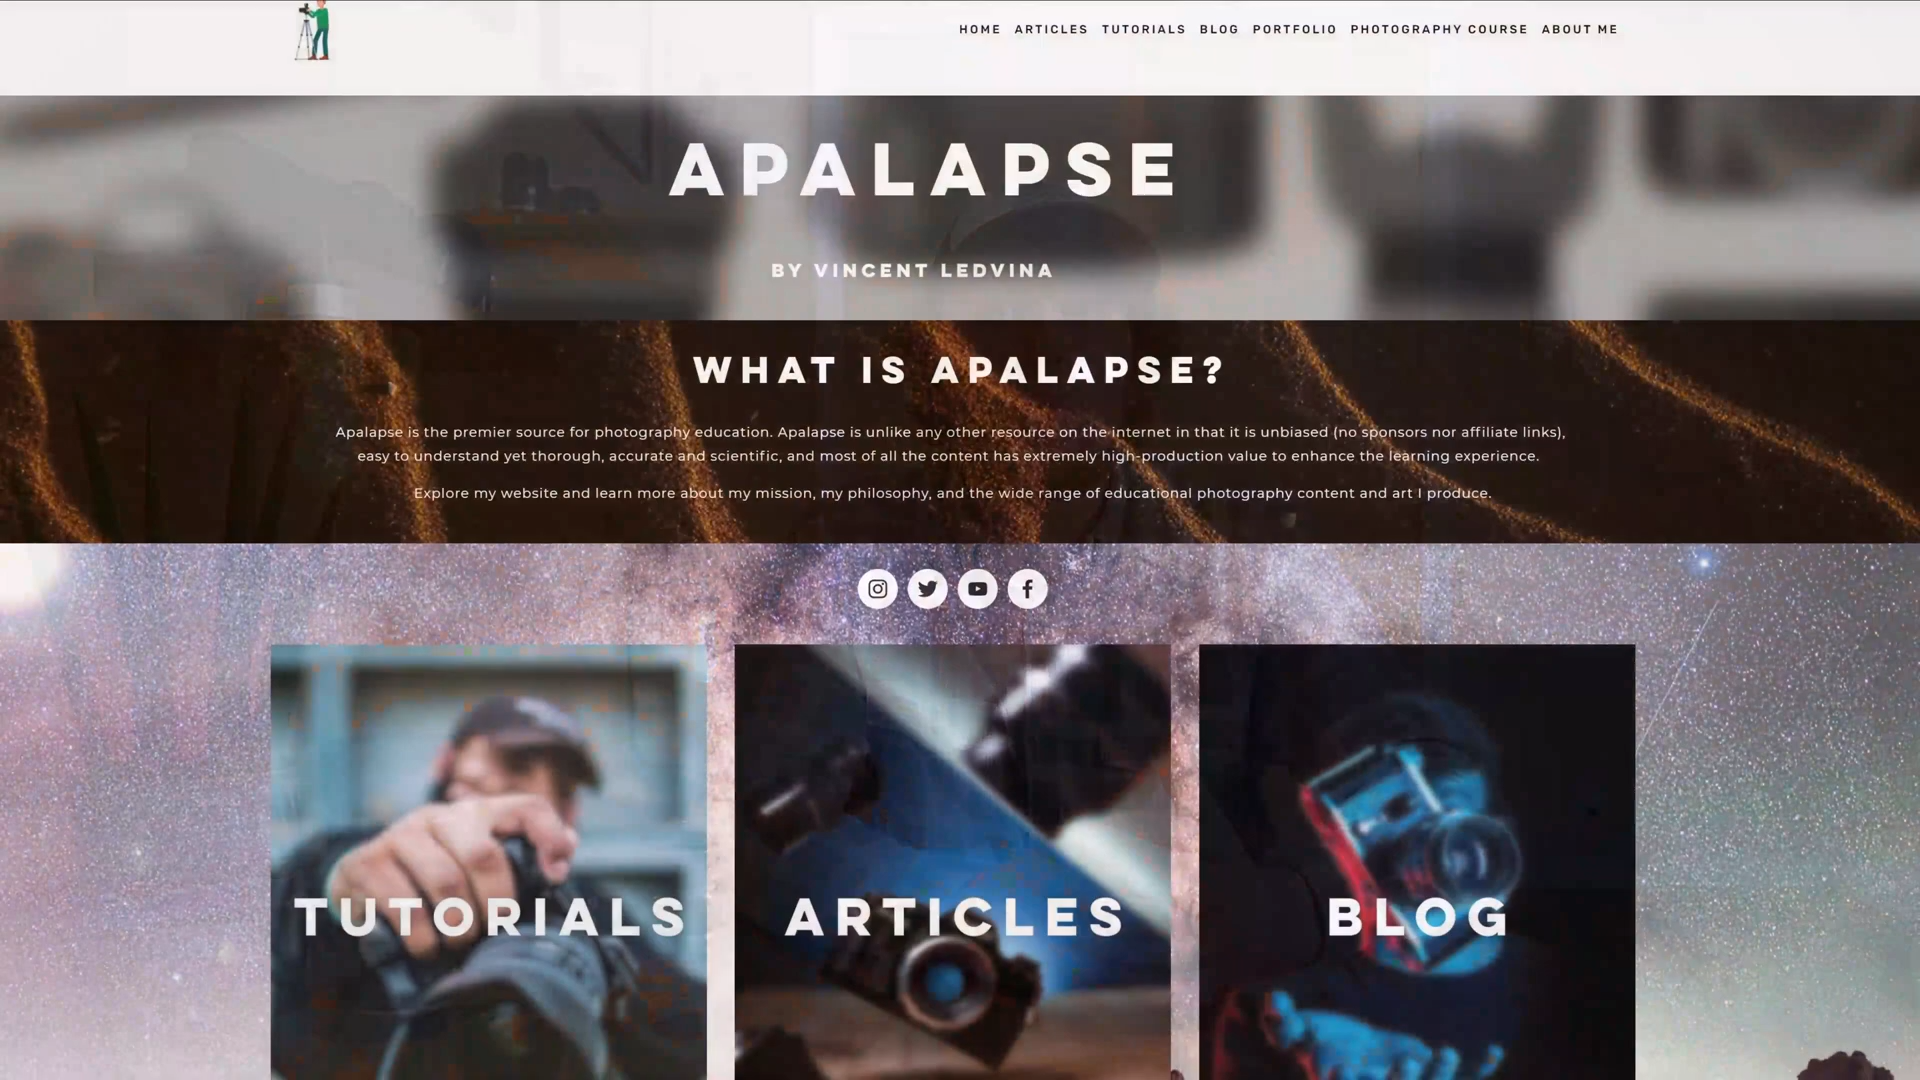 HOME ARTICLES TUTORIALS BLOG PORTFOLIO PHOTOGRAPHY COURSE ABOUT ME
APALAPSE
BY VINCENT LEDVINA
WHAT IS APALAPSE?
Apalapse is the premier source for photography education. Apalapse is unlike any other resource on the internet in that it is unbiased (no sponsors nor affiliate links),
easy to understand yet thorough, accurate and scientific, and most of all the content has extremely high-production value to enhance the learning experience.
Explore my website and learn more about my mission, my philosophy, and the wide range of educational photography content and art I produce.
TUTORIALS
ARTICLES
BLOG